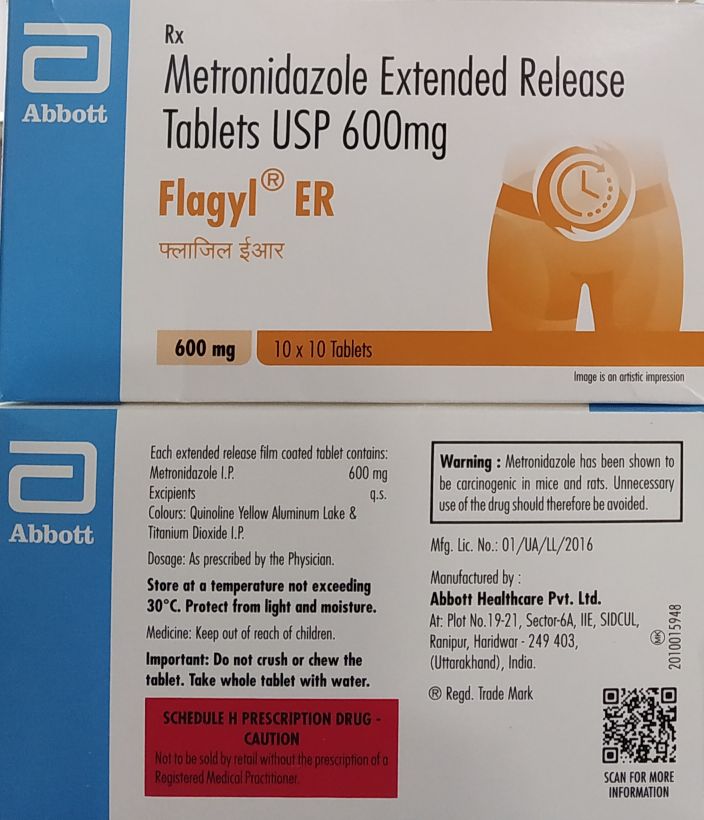 Abbott
Rx
Metronidazole Extended Release
Tablets USP 600mg
Flagyl® ER
फ्लाजिल ईआर
600 mg
10 x 10 Tablets
Image is an artistic impression
Abbott
Each extended release film coated tablet contains:
Metronidazole I.P. 600 mg
Excipients q.s.
Colours: Quinoline Yellow Aluminum Lake &
Titanium Dioxide I.P.
Dosage: As prescribed by the Physician.
Store at a temperature not exceeding
30°C. Protect from light and moisture.
Medicine: Keep out of reach of children.
Important: Do not crush or chew the
tablet. Take whole tablet with water.
SCHEDULE H PRESCRIPTION DRUG -
CAUTION
Not to be sold by retail without the prescription of a
Registered Medical Practitioner.
Warning : Metronidazole has been shown to
be carcinogenic in mice and rats. Unnecessary
use of the drug should therefore be avoided.
Mfg. Lic. No.: 01/UA/LL/2016
Manufactured by :
Abbott Healthcare Pvt. Ltd.
At: Plot No.19-21, Sector-6A, IIE, SIDCUL,
Ranipur, Haridwar - 249 403,
(Uttarakhand), India.
® Regd. Trade Mark
MK 2010015948
SCAN FOR MORE
INFORMATION